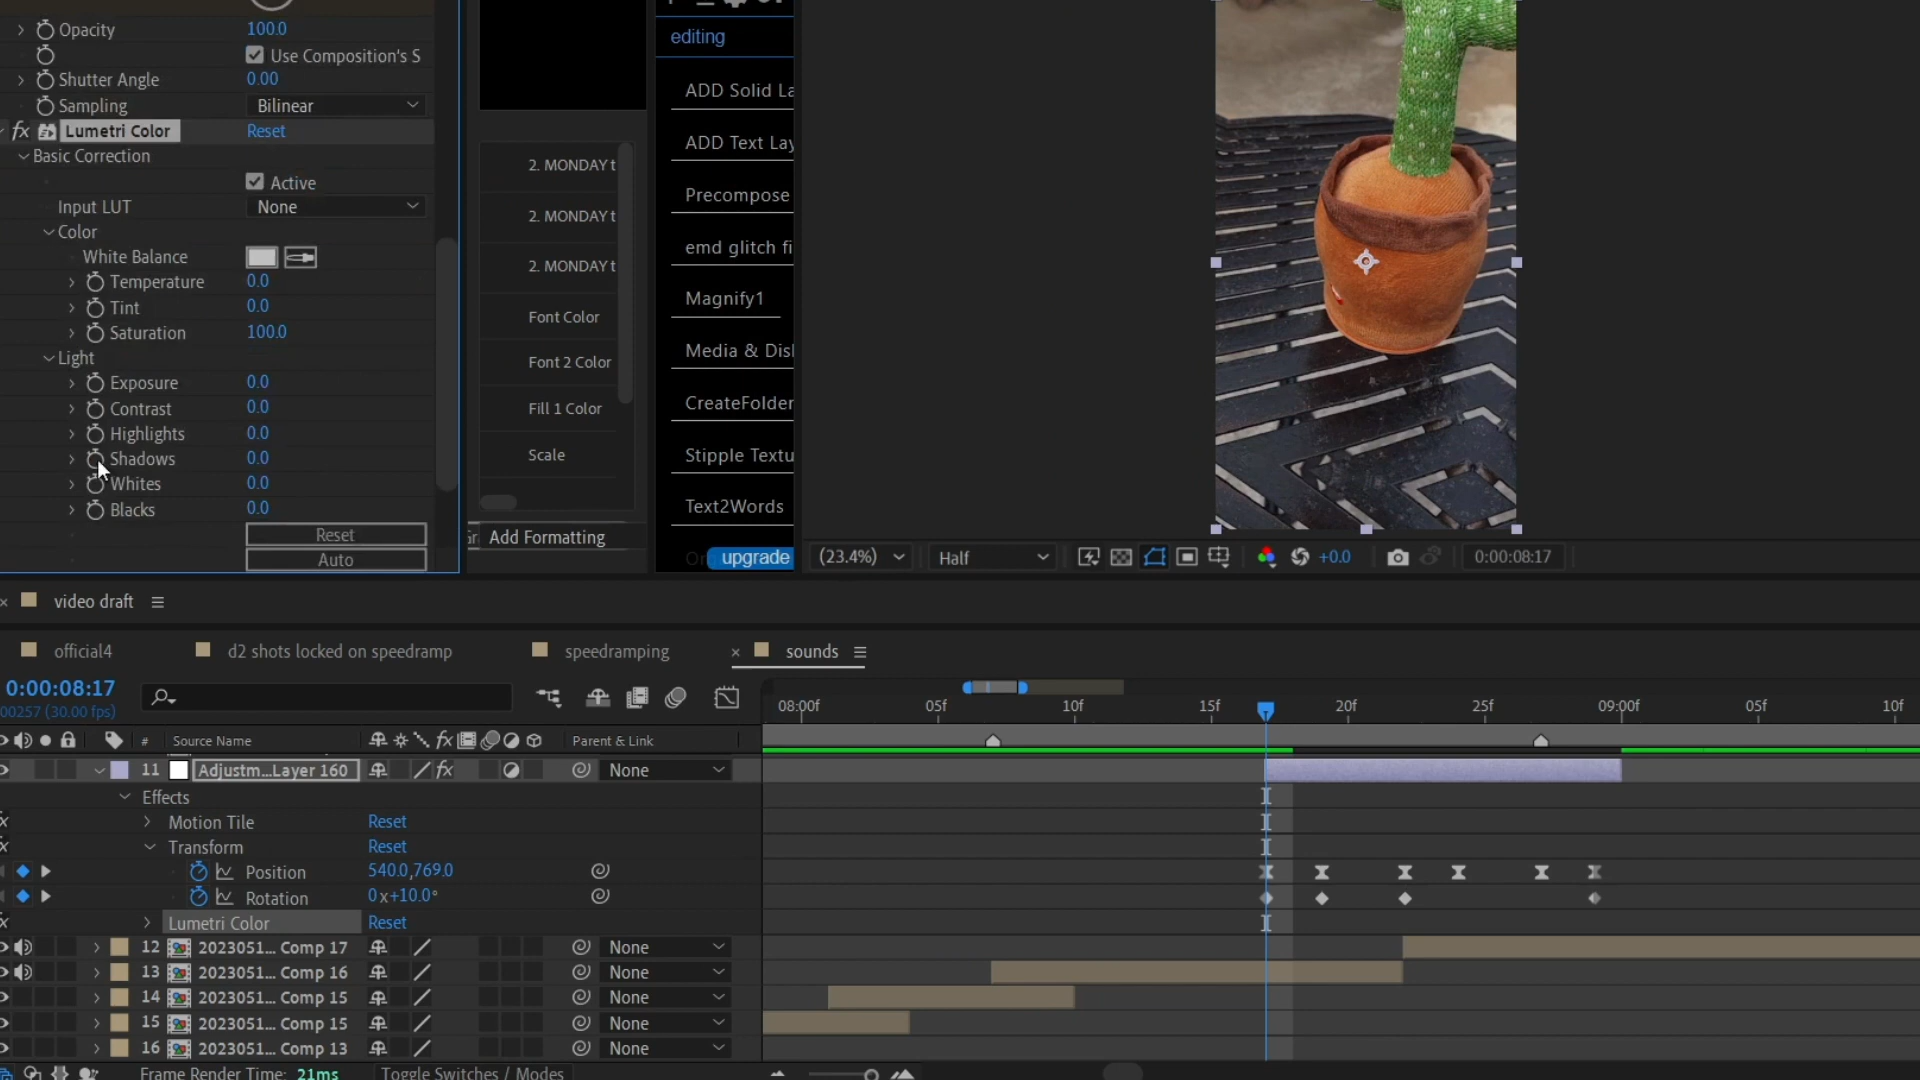 Opacity 100.0
Use Composition's S
Shutter Angle 0.00
Sampling Bilinear
fx Lumetri Color Reset
Basic Correction
Active
Input LUT None
Color
White Balance
Temperature 0.0
Tint 0.0
Saturation 100.0
Light
Exposure 0.0
Contrast 0.0
Highlights 0.0
Shadows 0.0
Whites 0.0
Blacks 0.0
Reset
Auto
2. MONDAY t
2. MONDAY t
2. MONDAY t
Font Color
Font 2 Color
Fill 1 Color
Scale
Add Formatting
editing
ADD Solid La
ADD Text Lay
Precompose
emd glitch fi
Magnify1
Media & Dis
CreateFolder
Stipple Textu
Text2Words
upgrade
(23.4%) Half +0.0 0:00:08:17
× video draft
official4 d2 shots locked on speedramp speedramping × sounds
0:00:08:17
00257 (30.00 fps)
08:00f 05f 10f 15f 20f 25f 09:00f 05f 10f
# Source Name fx Parent & Link
11 Adjustm...Layer 160 fx None
Effects
Motion Tile Reset
Transform Reset
Position 540.0,769.0
Rotation 0x+10.0°
Lumetri Color Reset
12 2023051... Comp 17 None
13 2023051... Comp 16 None
14 2023051... Comp 15 None
15 2023051... Comp 15 None
16 2023051... Comp 13 None
Frame Render Time: 21ms Toggle Switches / Modes